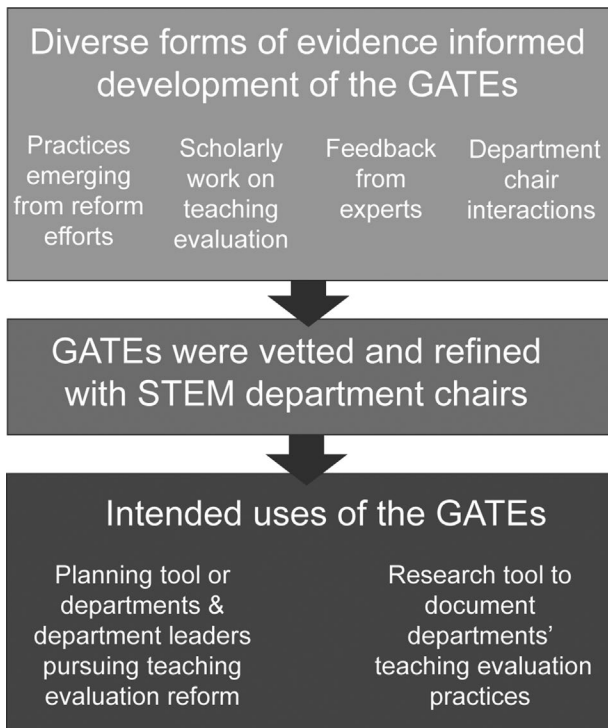 Diverse forms of evidence informed
development of the GATEs
Practices
emerging
from reform
efforts
Scholarly
work on
teaching
evaluation
Feedback
from
experts
Department
chair
interactions
GATEs were vetted and refined
with STEM department chairs
Intended uses of the GATEs
Planning tool or
departments &
department leaders
pursuing teaching
evaluation reform
Research tool to
document
departments’
teaching evaluation
practices